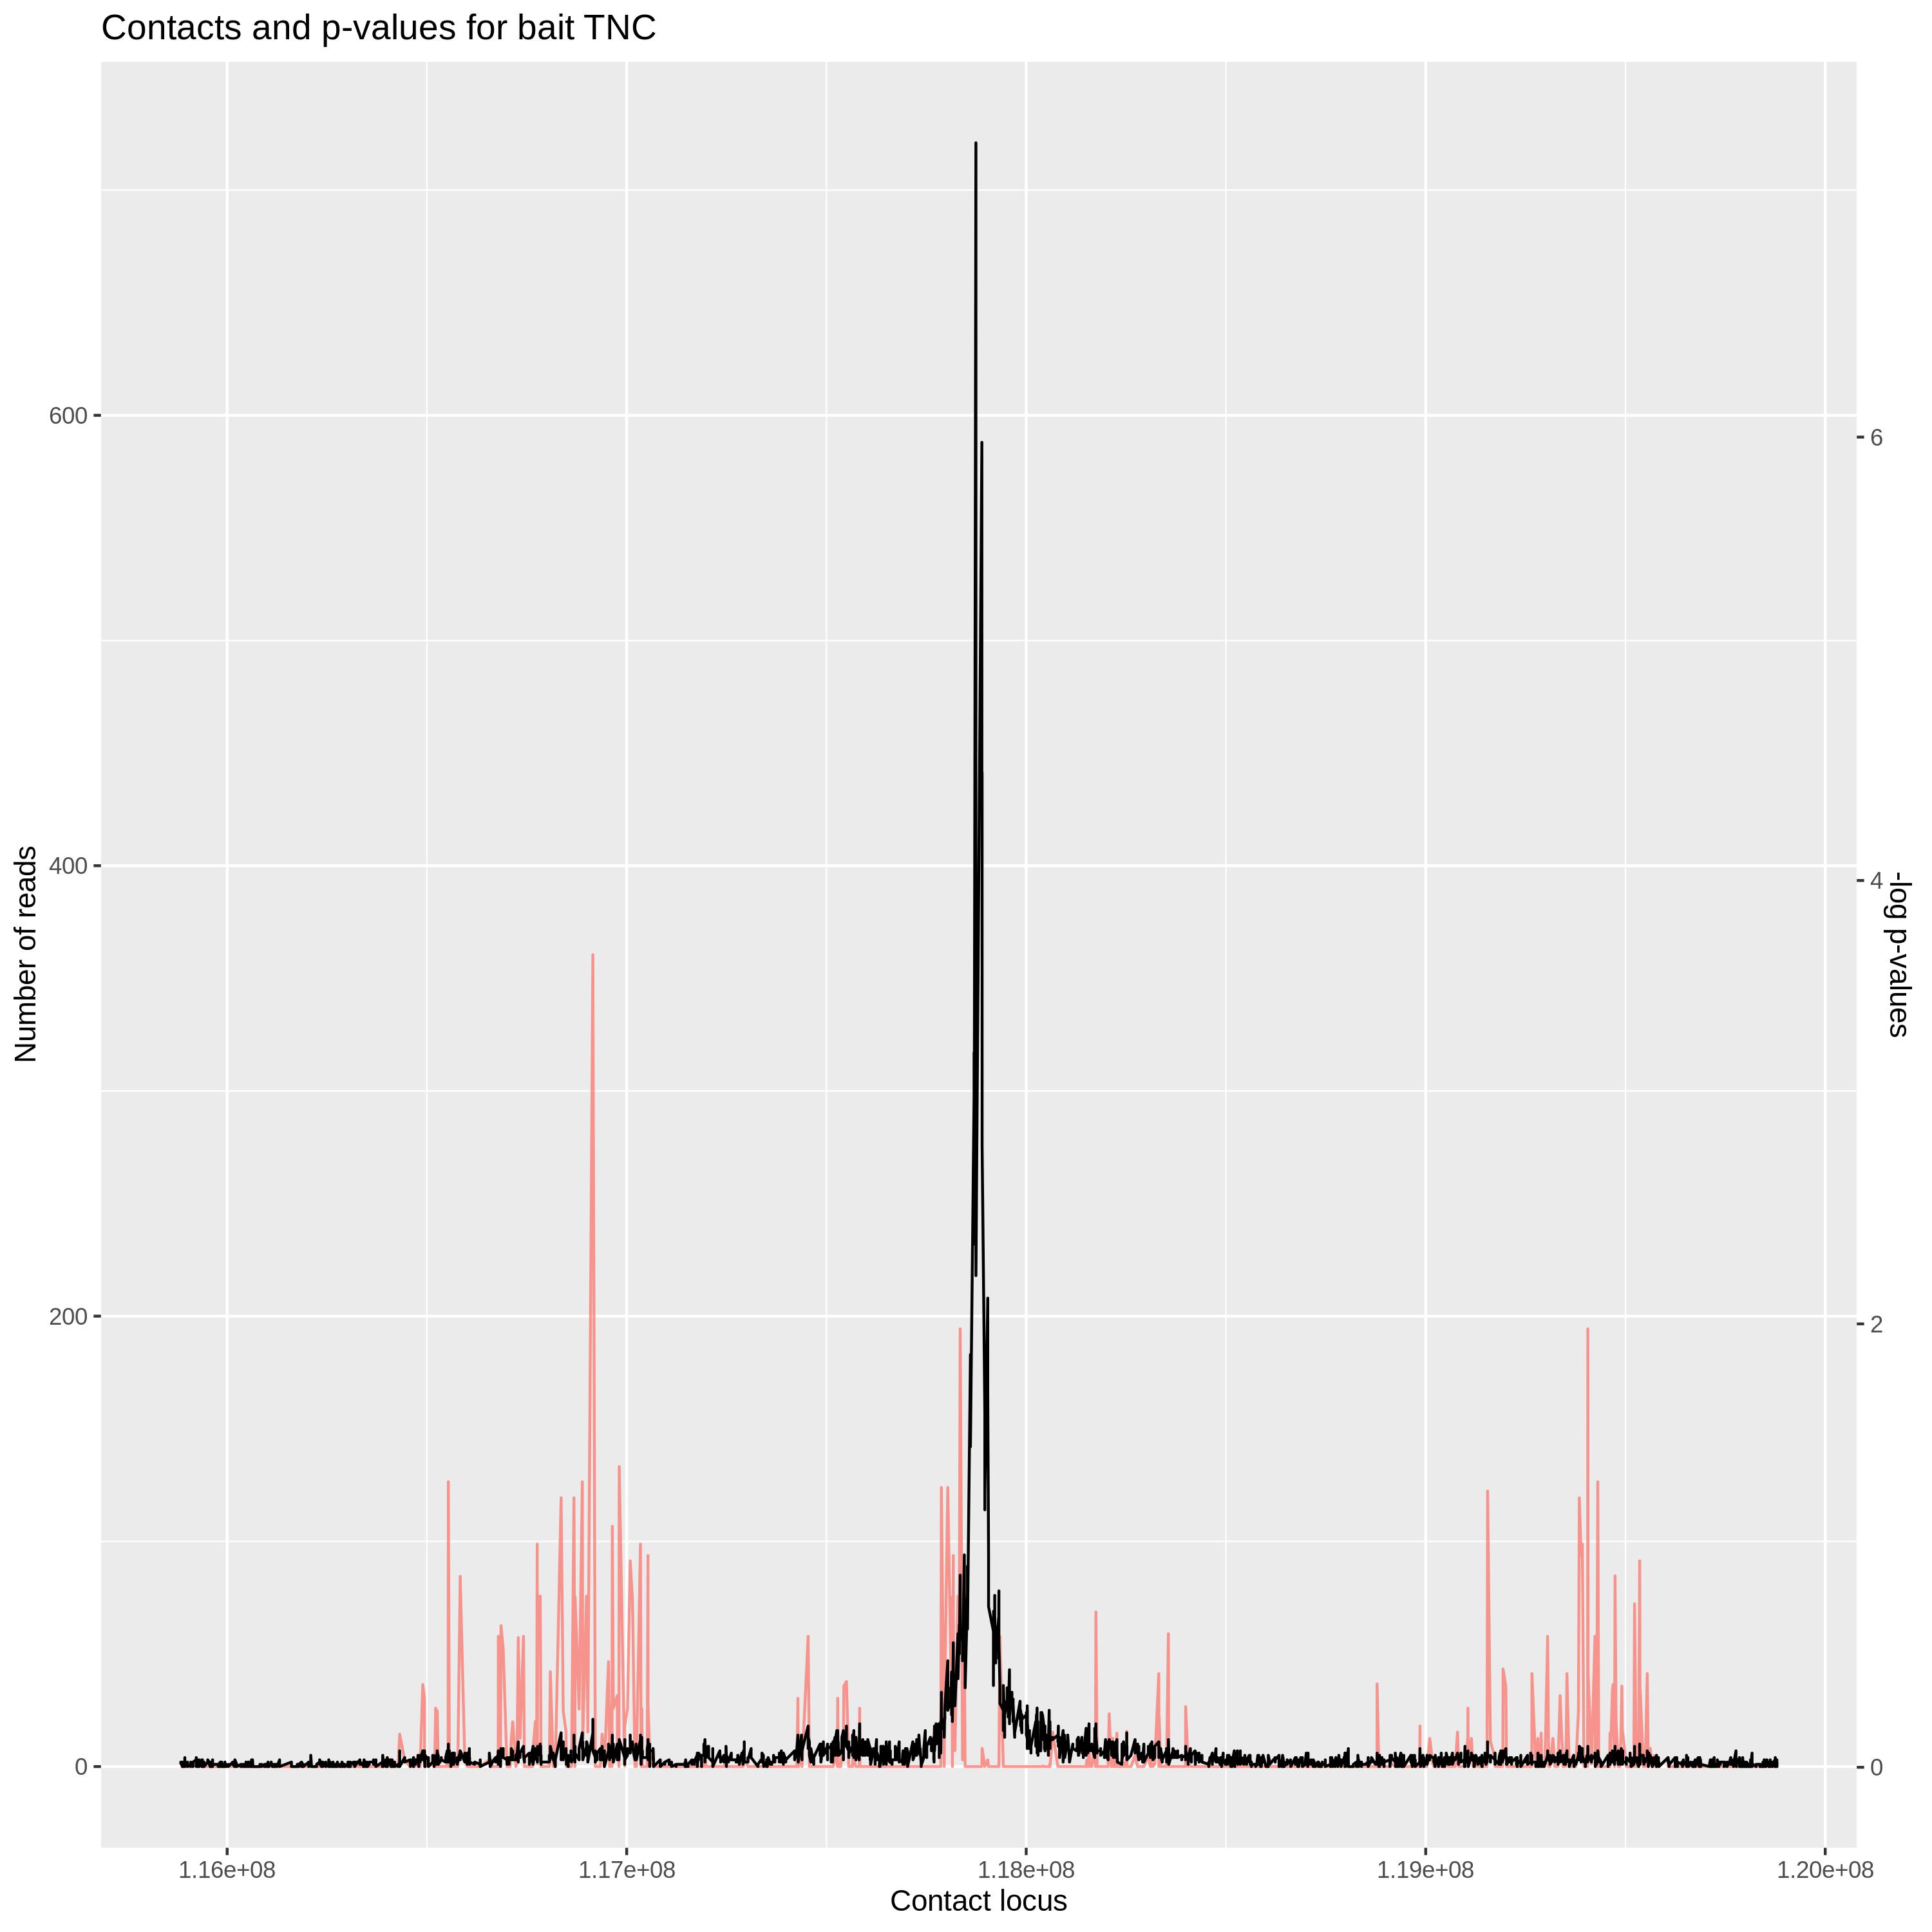 Contacts and p-values for bait TNC
Number of reads
600
400
200
0
6
4
2
0
-log p-values
1.16e+08 1.17e+08 1.18e+08 1.19e+08 1.20e+08
Contact locus